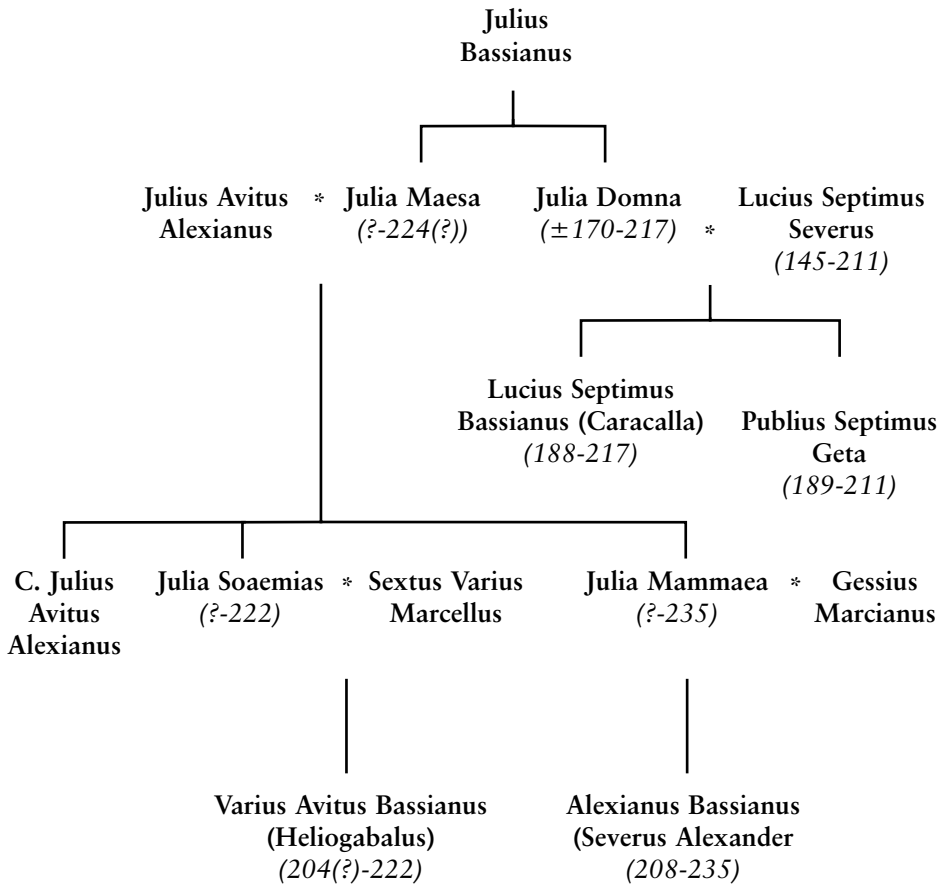 Julius
Bassianus
Julius Avitus
Alexianus
*
Julia Maesa
(?-224(?))
Julia Domna
(±170-217)
*
Lucius Septimus
Severus
(145-211)
Lucius Septimus
Bassianus (Caracalla)
(188-217)
Publius Septimus
Geta
(189-211)
C. Julius
Avitus
Alexianus
Julia Soaemias
(?-222)
*
Sextus Varius
Marcellus
Julia Mammaea
(?-235)
*
Gessius
Marcianus
Varius Avitus Bassianus
(Heliogabalus)
(204(?)-222)
Alexianus Bassianus
(Severus Alexander
(208-235)